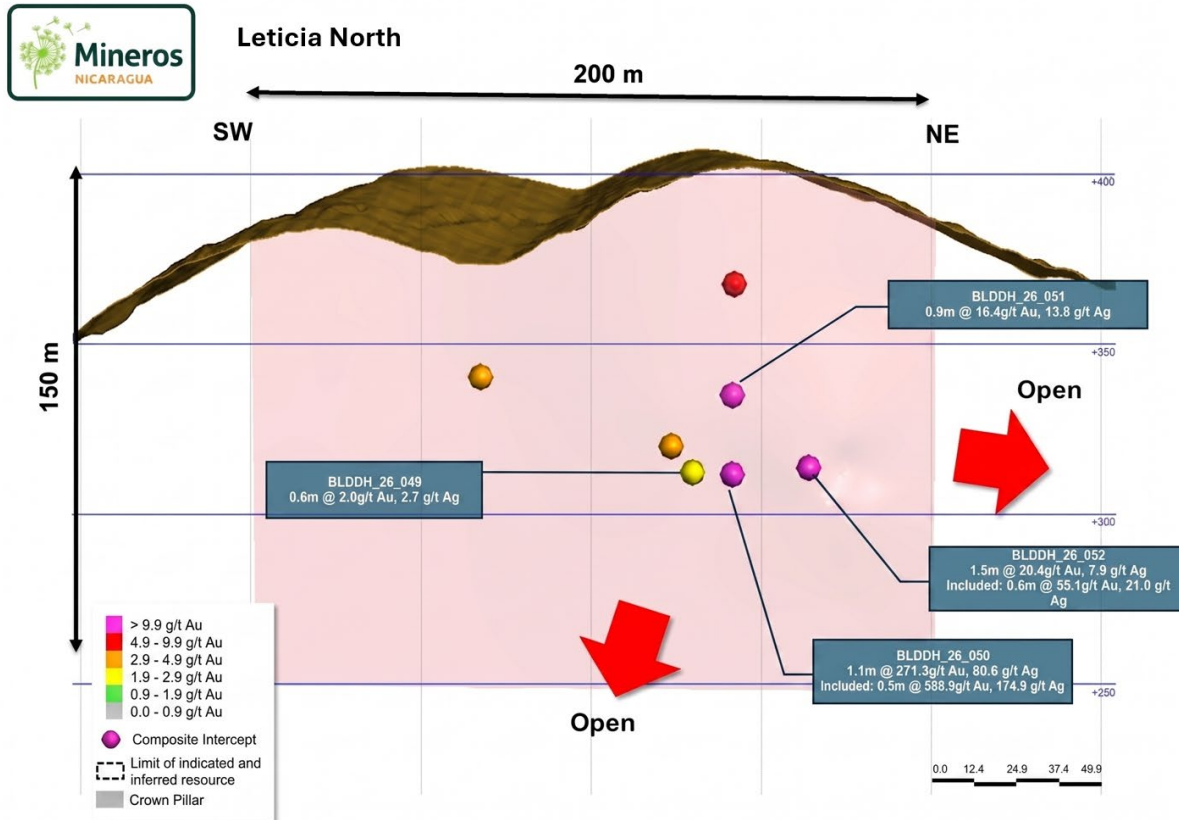 Mineros
NICARAGUA
Leticia North
200 m
SW
NE
+400
BLDDH_26_051
0.9m @ 16.4g/t Au, 13.8 g/t Ag
+350
150 m
Open
BLDDH_26_049
0.6m @ 2.0g/t Au, 2.7 g/t Ag
+300
BLDDH_26_052
1.5m @ 20.4g/t Au, 7.9 g/t Ag
Included: 0.6m @ 55.1g/t Au, 21.0 g/t
Ag
BLDDH_26_050
1.1m @ 271.3g/t Au, 80.6 g/t Ag
Included: 0.5m @ 588.9g/t Au, 174.9 g/t Ag
+250
Open
> 9.9 g/t Au
4.9 - 9.9 g/t Au
2.9 - 4.9 g/t Au
1.9 - 2.9 g/t Au
0.9 - 1.9 g/t Au
0.0 - 0.9 g/t Au
Composite Intercept
Limit of indicated and
inferred resource
Crown Pillar
0.0 12.4 24.9 37.4 49.9